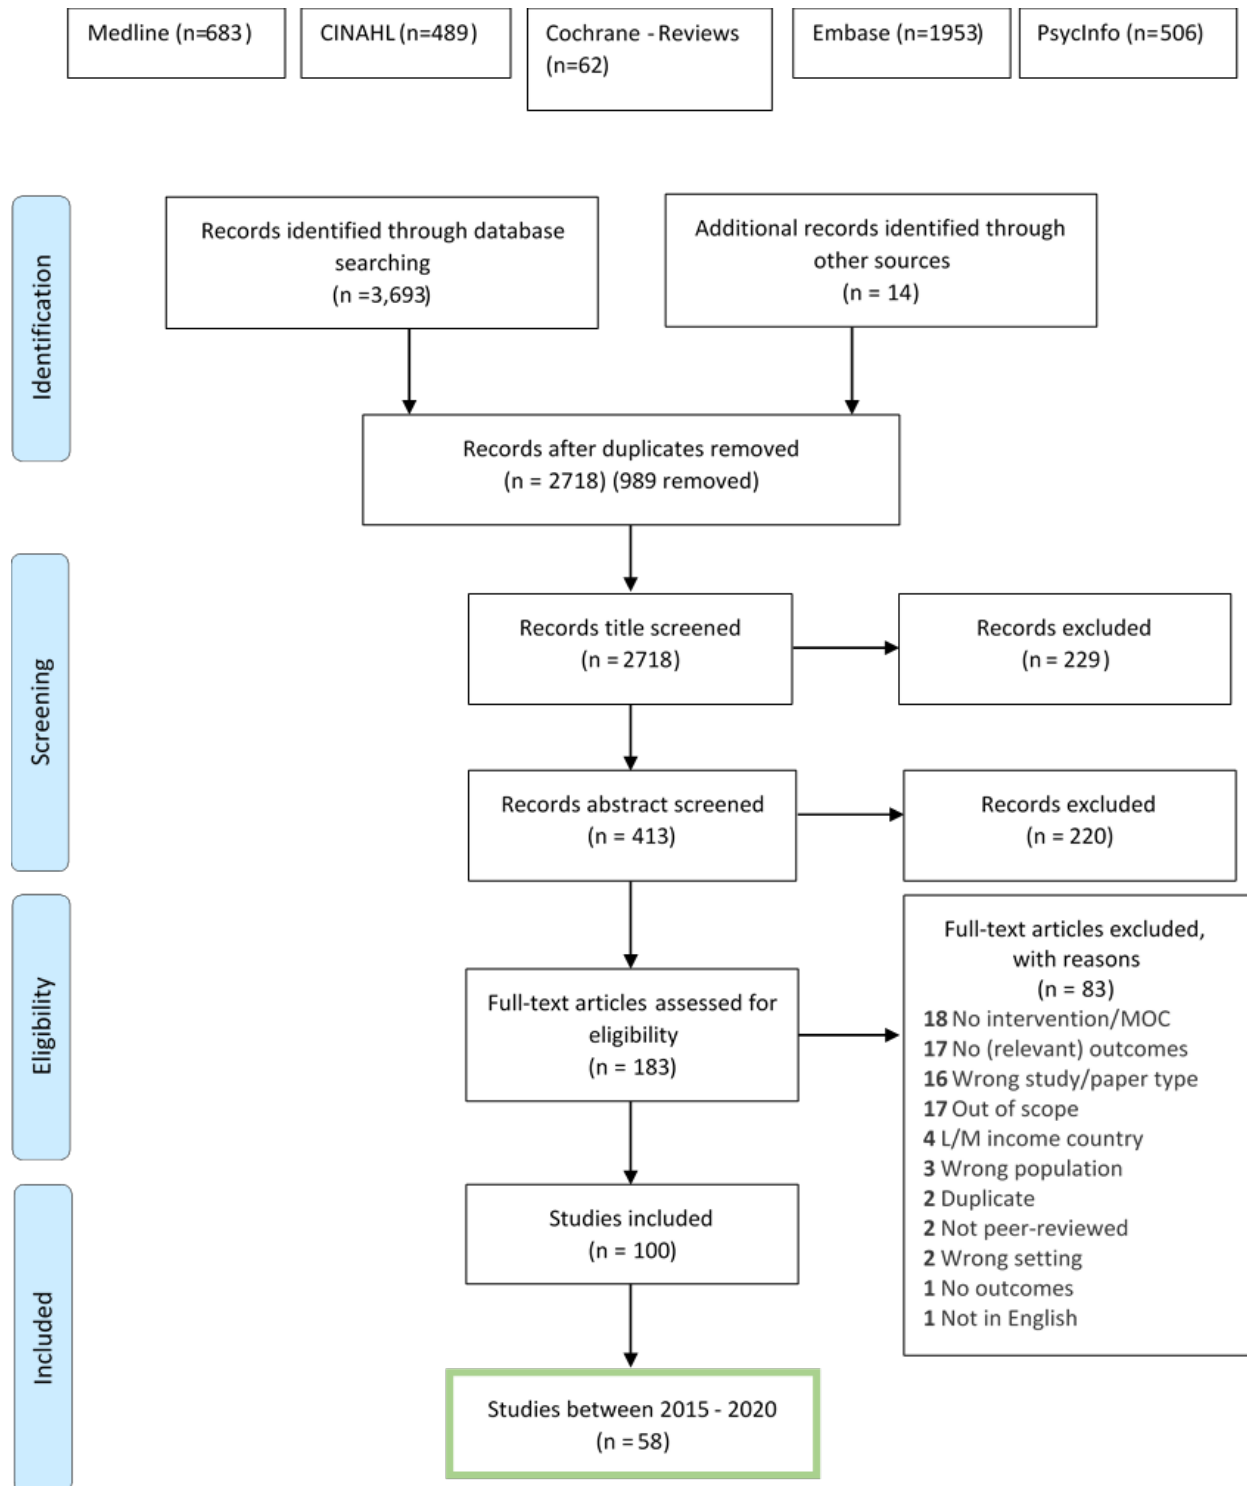 Medline (n=683)
CINAHL (n=489)
Cochrane - Reviews
(n=62)
Embase (n=1953)
PsycInfo (n=506)
Identification
Records identified through database
searching
(n =3,693)
Additional records identified through
other sources
(n = 14)
Records after duplicates removed
(n = 2718) (989 removed)
Screening
Records title screened
(n = 2718)
Records excluded
(n = 229)
Records abstract screened
(n = 413)
Records excluded
(n = 220)
Eligibility
Full-text articles assessed for
eligibility
(n = 183)
Full-text articles excluded,
with reasons
(n = 83)
18 No intervention/MOC
17 No (relevant) outcomes
16 Wrong study/paper type
17 Out of scope
4 L/M income country
3 Wrong population
2 Duplicate
2 Not peer-reviewed
2 Wrong setting
1 No outcomes
1 Not in English
Included
Studies included
(n = 100)
Studies between 2015 - 2020
(n = 58)